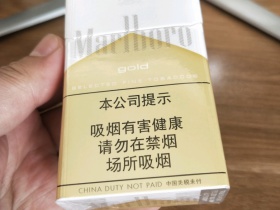 Marlboro
gold
本公司提示
吸烟有害健康
请勿在禁烟
场所吸烟
CHINA DUTY NOT PAID 中国关税未付